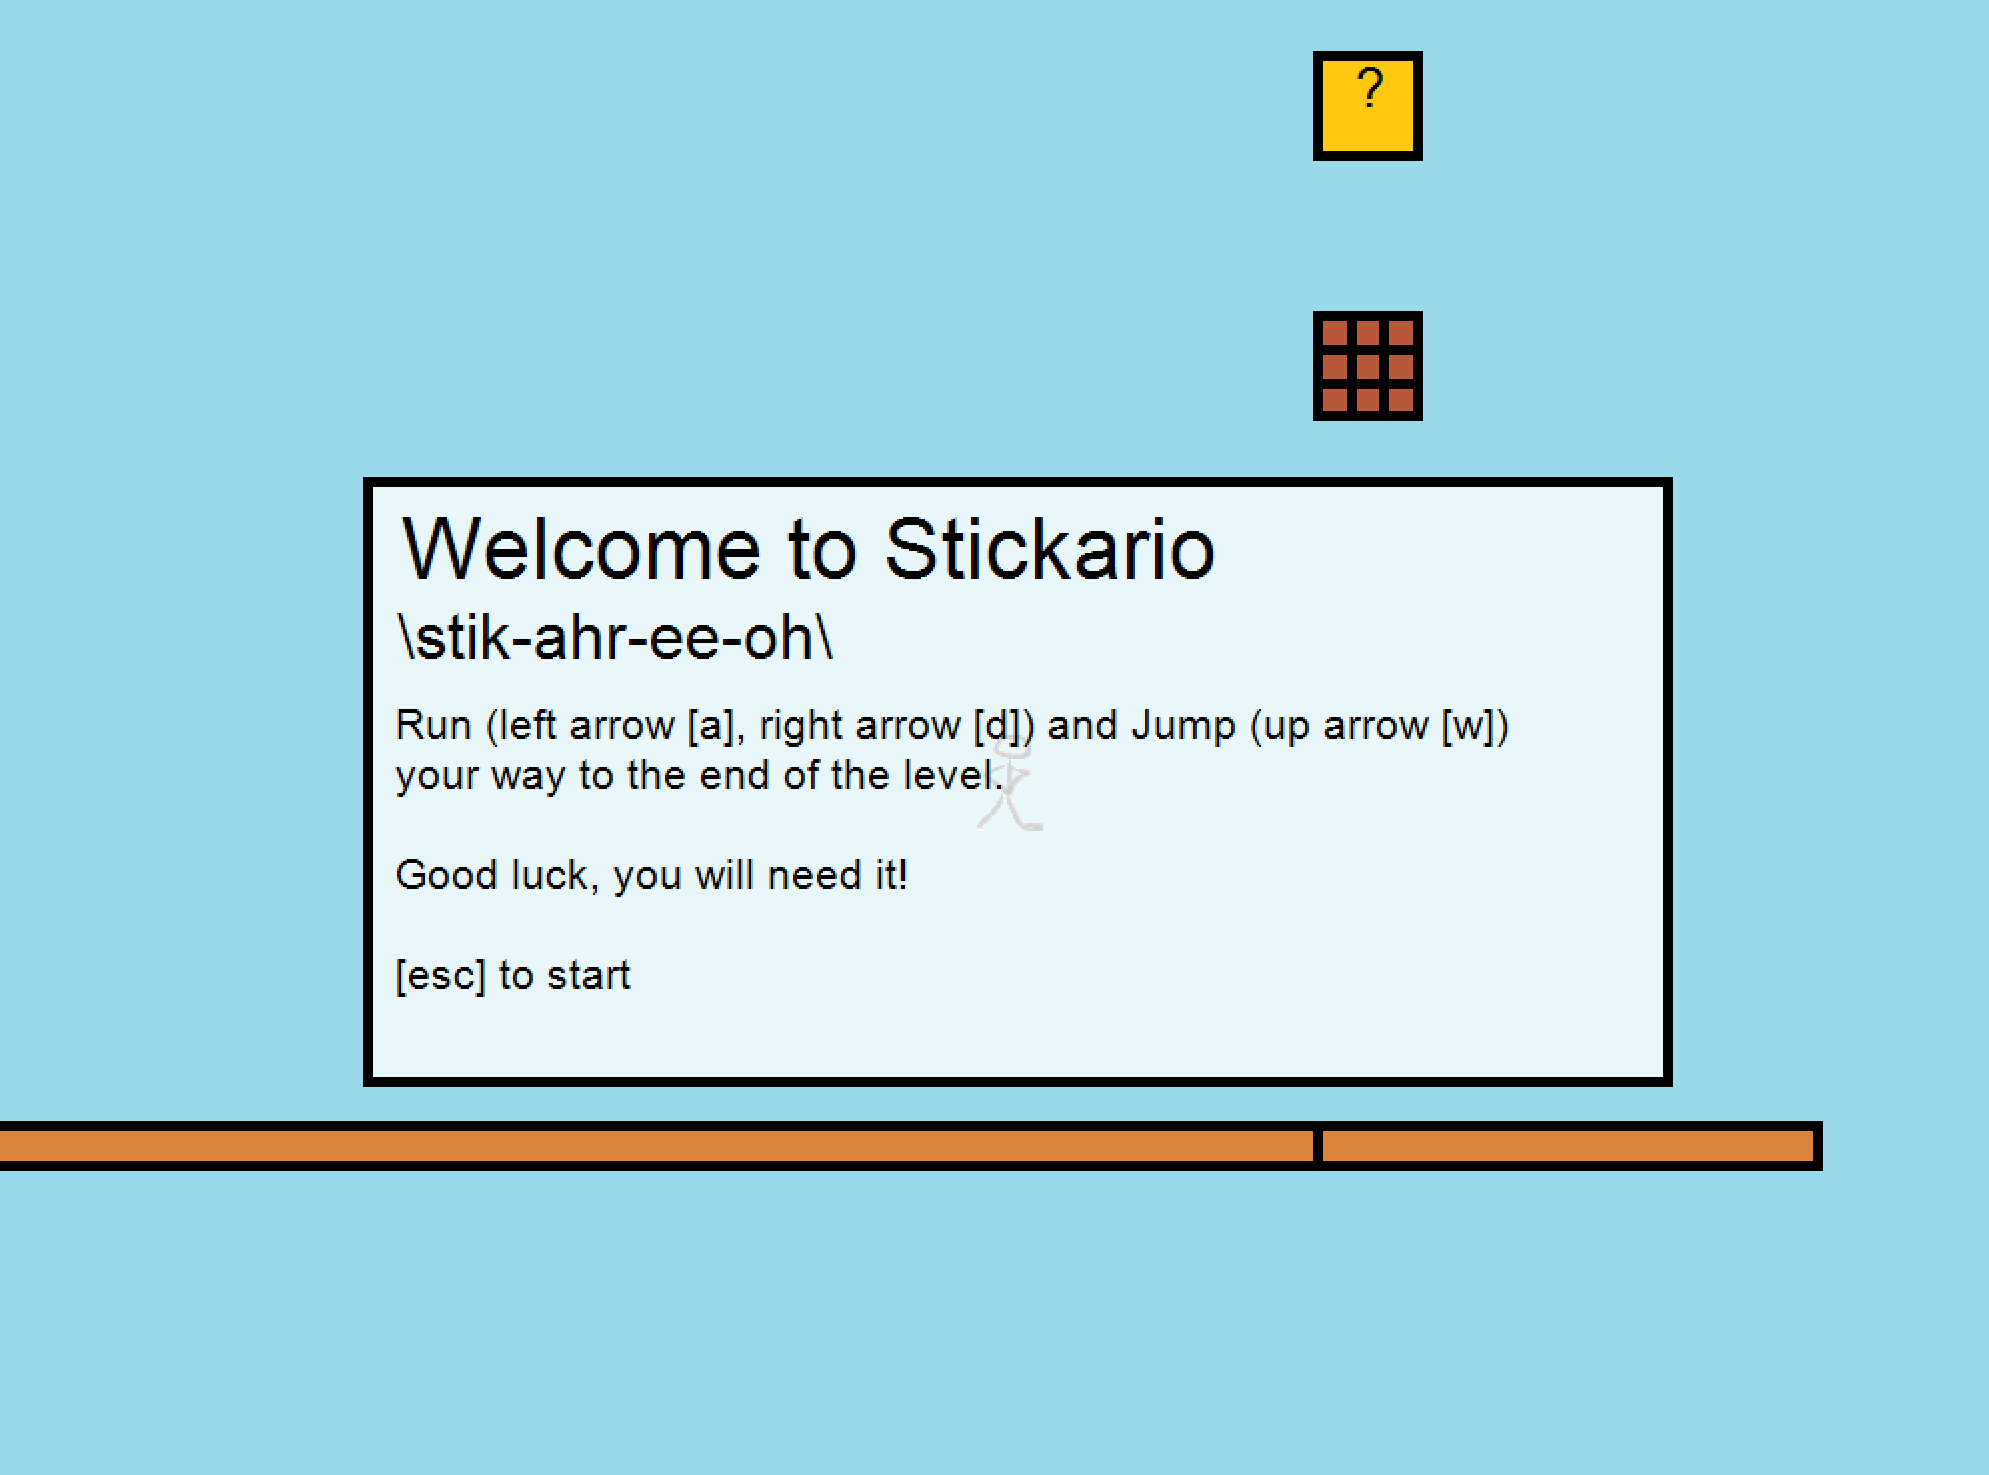 ?
Welcome to Stickario
\stik-ahr-ee-oh\
Run (left arrow [a], right arrow [d]) and Jump (up arrow [w])
your way to the end of the level.
Good luck, you will need it!
[esc] to start